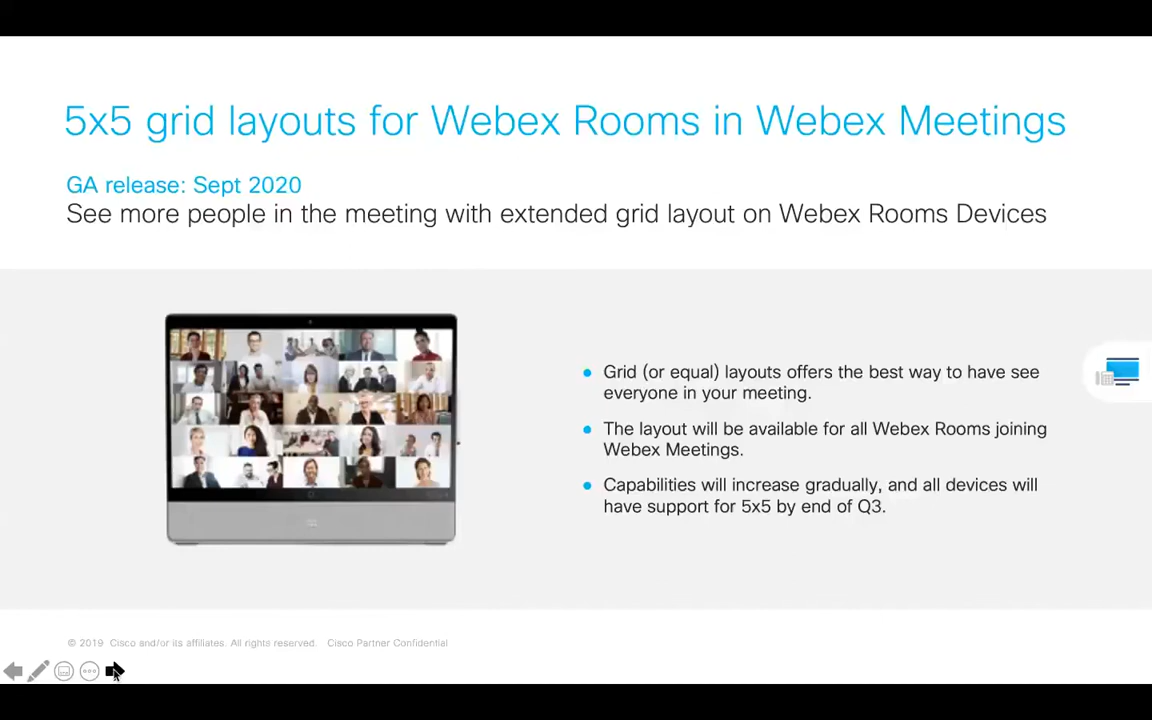 5x5 grid layouts for Webex Rooms in Webex Meetings
GA release: Sept 2020
See more people in the meeting with extended grid layout on Webex Rooms Devices
Grid (or equal) layouts offers the best way to have see
everyone in your meeting.
The layout will be available for all Webex Rooms joining
Webex Meetings.
Capabilities will increase gradually, and all devices will
have support for 5x5 by end of Q3.
© 2019 Cisco and/or its affiliates. All rights reserved. Cisco Partner Confidential